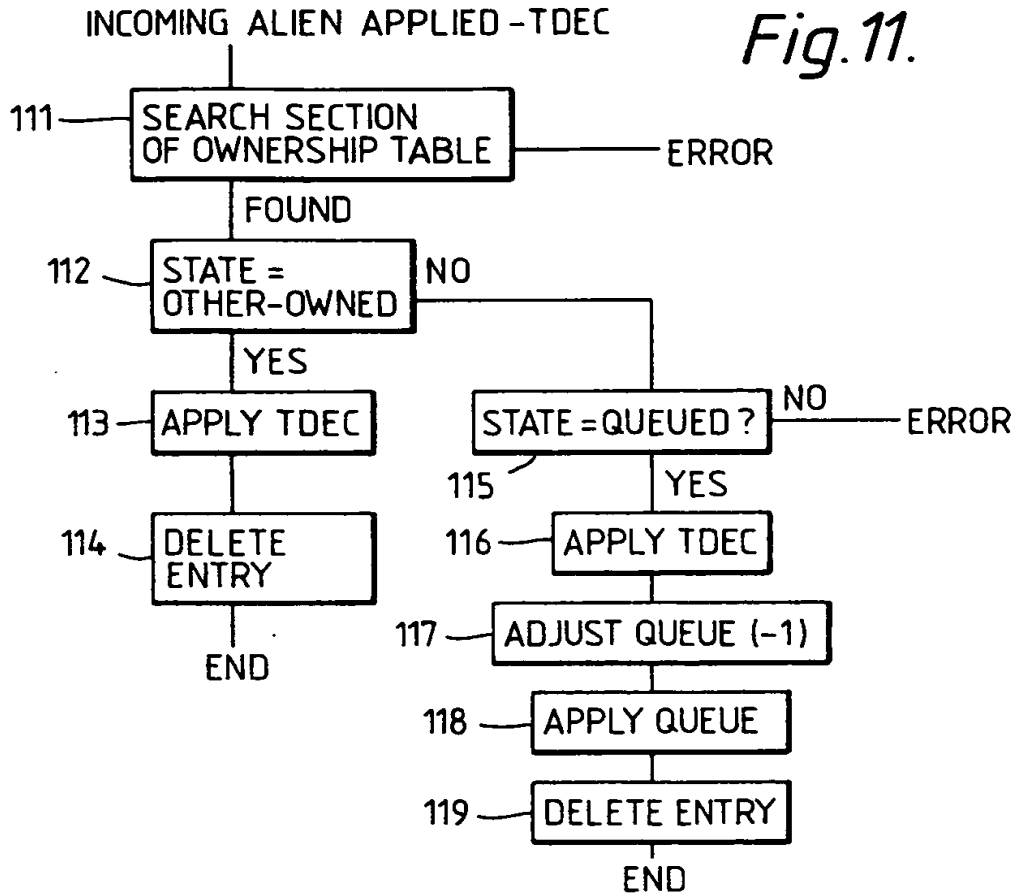 INCOMING ALIEN APPLIED-TDEC
Fig.11.
111
SEARCH SECTION
OF OWNERSHIP TABLE
ERROR
FOUND
112
STATE =
OTHER-OWNED
NO
YES
113
APPLY TDEC
STATE = QUEUED ?
NO
ERROR
115
YES
114
DELETE
ENTRY
116
APPLY TDEC
END
117
ADJUST QUEUE (-1)
118
APPLY QUEUE
119
DELETE ENTRY
END